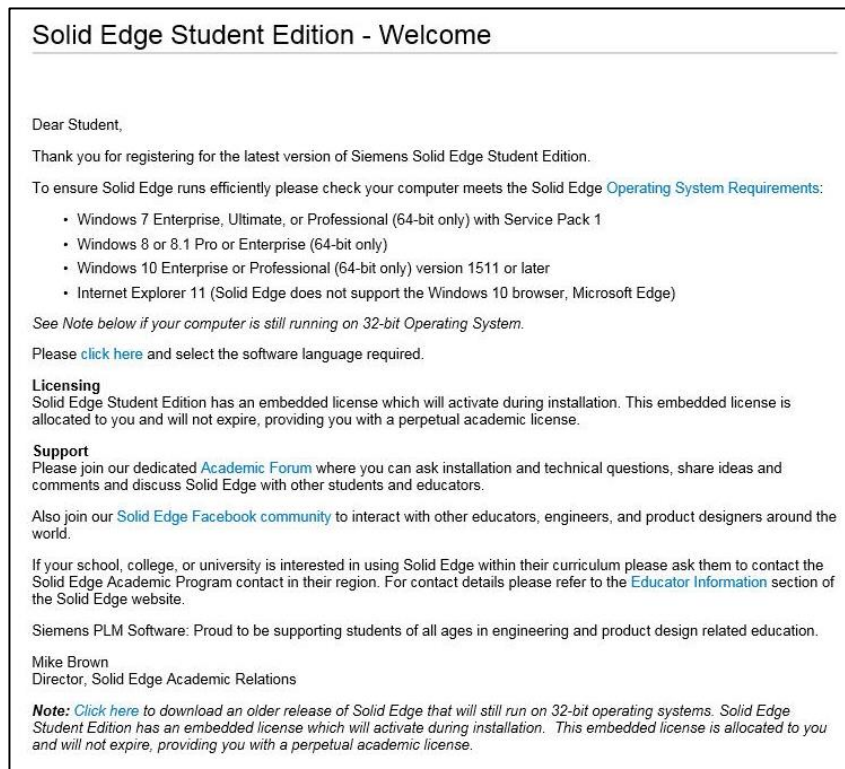 Solid Edge Student Edition - Welcome
Dear Student,
Thank you for registering for the latest version of Siemens Solid Edge Student Edition.
To ensure Solid Edge runs efficiently please check your computer meets the Solid Edge Operating System Requirements:
• Windows 7 Enterprise, Ultimate, or Professional (64-bit only) with Service Pack 1
• Windows 8 or 8.1 Pro or Enterprise (64-bit only)
• Windows 10 Enterprise or Professional (64-bit only) version 1511 or later
• Internet Explorer 11 (Solid Edge does not support the Windows 10 browser, Microsoft Edge)
See Note below if your computer is still running on 32-bit Operating System.
Please click here and select the software language required.
Licensing
Solid Edge Student Edition has an embedded license which will activate during installation. This embedded license is
allocated to you and will not expire, providing you with a perpetual academic license.
Support
Please join our dedicated Academic Forum where you can ask installation and technical questions, share ideas and
comments and discuss Solid Edge with other students and educators.
Also join our Solid Edge Facebook community to interact with other educators, engineers, and product designers around the
world.
If your school, college, or university is interested in using Solid Edge within their curriculum please ask them to contact the
Solid Edge Academic Program contact in their region. For contact details please refer to the Educator Information section of
the Solid Edge website.
Siemens PLM Software: Proud to be supporting students of all ages in engineering and product design related education.
Mike Brown
Director, Solid Edge Academic Relations
Note: Click here to download an older release of Solid Edge that will still run on 32-bit operating systems. Solid Edge
Student Edition has an embedded license which will activate during installation. This embedded license is allocated to you
and will not expire, providing you with a perpetual academic license.